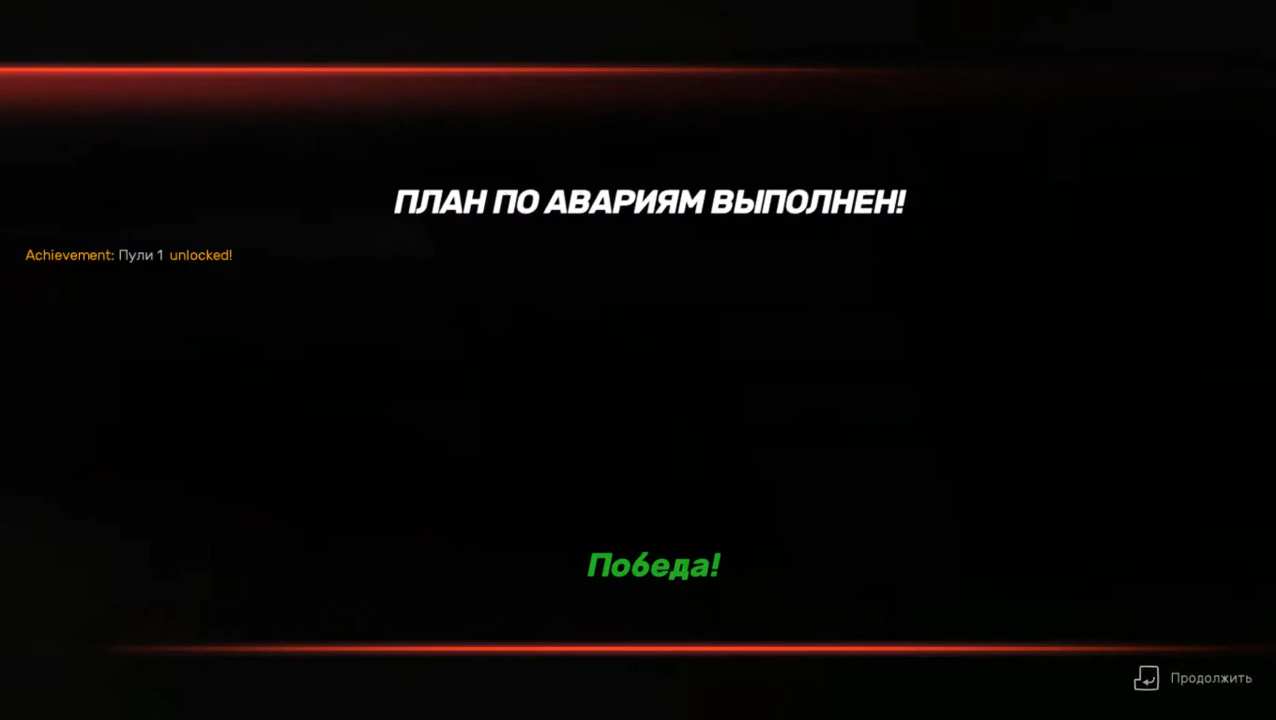 ПЛАН ПО АВАРИЯМ ВЫПОЛНЕН!
Achievement: Пули 1 unlocked!
Победа!
Продолжить